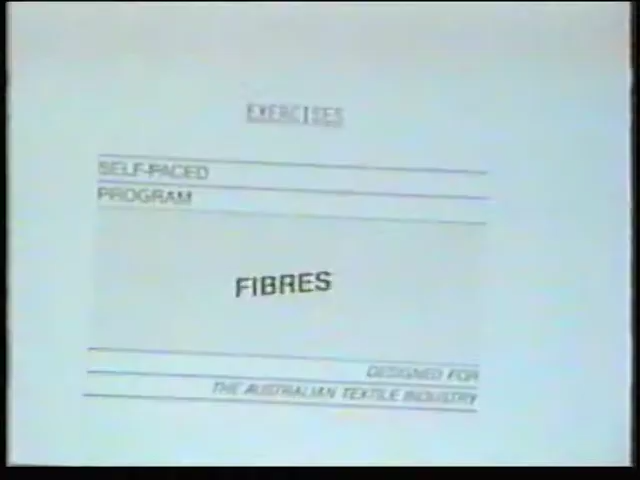 EXERCISES
SELF-PACED
PROGRAM
FIBRES
DESIGNED FOR
THE AUSTRALIAN TEXTILE INDUSTRY